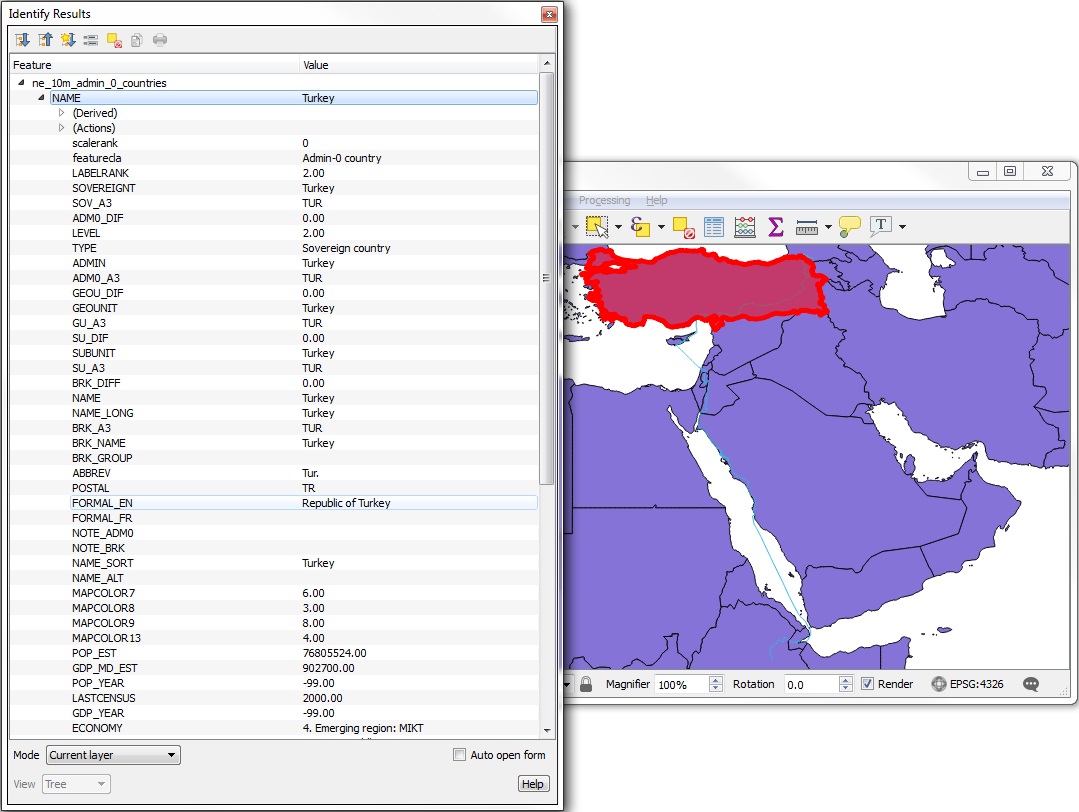 Identify Results
Feature Value
ne_10m_admin_0_countries
NAME Turkey
(Derived)
(Actions)
scalerank 0
featurecla Admin-0 country
LABELRANK 2.00
SOVEREIGNT Turkey
SOV_A3 TUR
ADM0_DIF 0.00
LEVEL 2.00
TYPE Sovereign country
ADMIN Turkey
ADM0_A3 TUR
GEOU_DIF 0.00
GEOUNIT Turkey
GU_A3 TUR
SU_DIF 0.00
SUBUNIT Turkey
SU_A3 TUR
BRK_DIFF 0.00
NAME Turkey
NAME_LONG Turkey
BRK_A3 TUR
BRK_NAME Turkey
BRK_GROUP
ABBREV Tur.
POSTAL TR
FORMAL_EN Republic of Turkey
FORMAL_FR
NOTE_ADM0
NOTE_BRK
NAME_SORT Turkey
NAME_ALT
MAPCOLOR7 6.00
MAPCOLOR8 3.00
MAPCOLOR9 8.00
MAPCOLOR13 4.00
POP_EST 76805524.00
GDP_MD_EST 902700.00
POP_YEAR -99.00
LASTCENSUS 2000.00
GDP_YEAR -99.00
ECONOMY 4. Emerging region: MIKT
Mode Current layer Auto open form
View Tree Help
Processing Help
T
Magnifier 100% Rotation 0.0 Render EPSG:4326